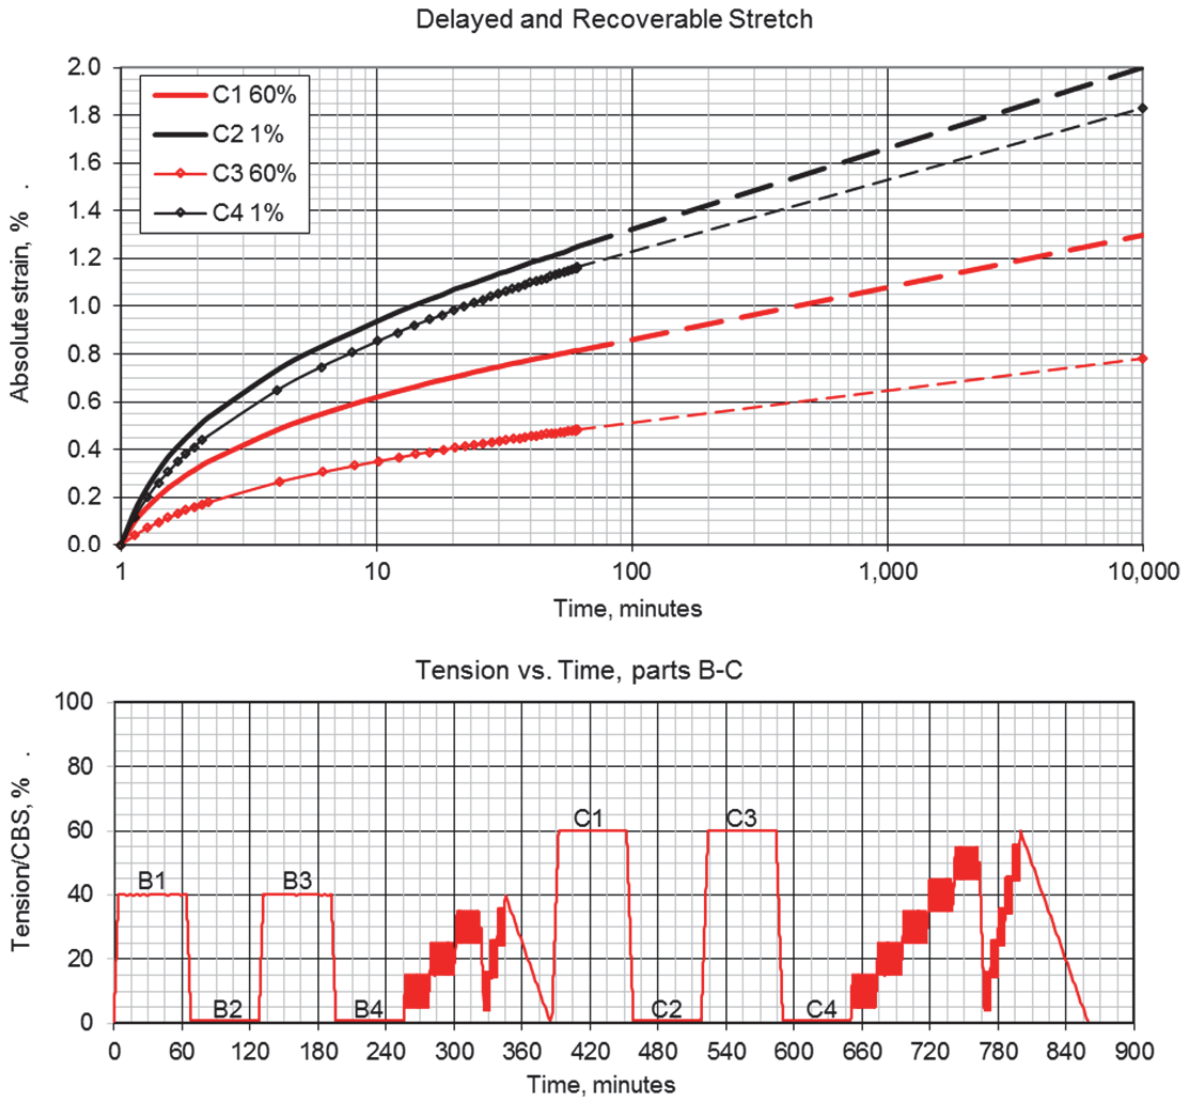 Delayed and Recoverable Stretch
Absolute strain, % .
2.0
1.8
1.6
1.4
1.2
1.0
0.8
0.6
0.4
0.2
0.0
C1 60%
C2 1%
C3 60%
C4 1%
1 10 100 1,000 10,000
Time, minutes
Tension vs. Time, parts B-C
Tension/CBS, % .
100
80
60
40
20
0
B1 B2 B3 B4 C1 C2 C3 C4
0 60 120 180 240 300 360 420 480 540 600 660 720 780 840 900
Time, minutes